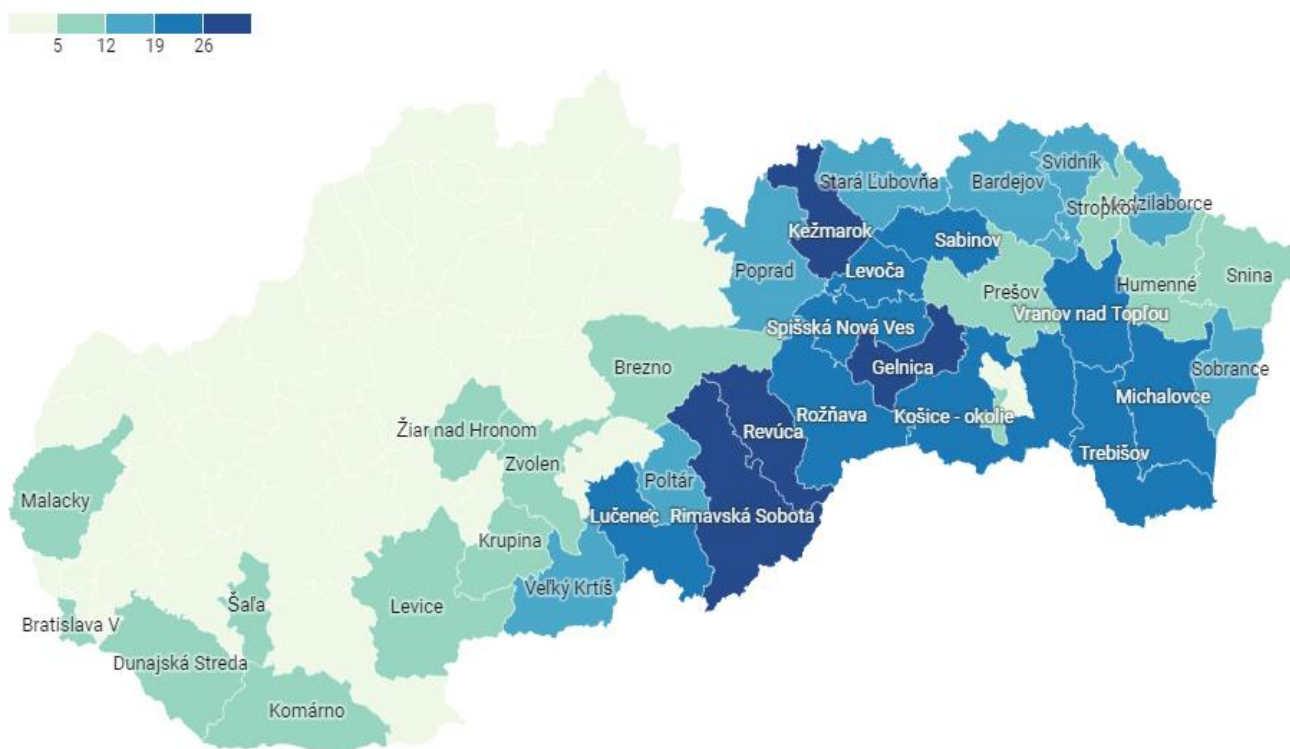 5 12 19 26
Svidník
Stará Ľubovňa
Bardejov
Medzilaborce
Stropkov
Kežmarok
Sabinov
Poprad
Levoča
Snina
Humenné
Prešov
Vranov nad Topľou
Spišská Nová Ves
Brezno
Gelnica
Sobrance
Michalovce
Rožňava
Košice - okolie
Žiar nad Hronom
Revúca
Zvolen
Trebišov
Poltár
Malacky
Lučenec
Rimavská Sobota
Krupina
Veľký Krtíš
Šaľa
Levice
Bratislava V
Dunajská Streda
Komárno